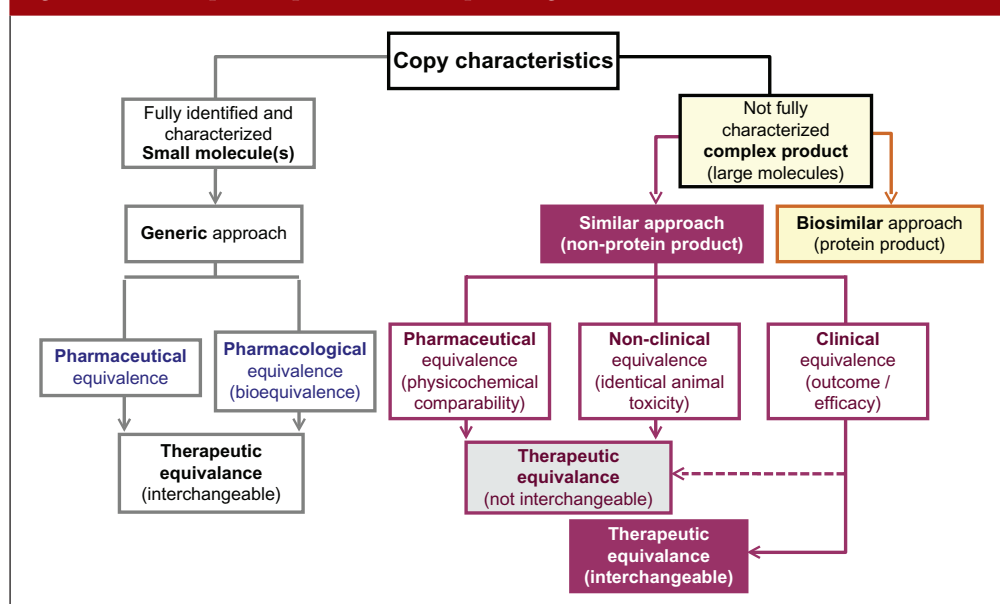 Copy characteristics
Fully identified and
characterized
Small molecule(s)
Not fully
characterized
complex product
(large molecules)
Generic approach
Similar approach
(non-protein product)
Biosimilar approach
(protein product)
Pharmaceutical
equivalence
Pharmacological
equivalence
(bioequivalence)
Pharmaceutical
equivalence
(physicochemical
comparability)
Non-clinical
equivalence
(identical animal
toxicity)
Clinical
equivalence
(outcome /
efficacy)
Therapeutic
equivalance
(interchangeable)
Therapeutic
equivalance
(not interchangeable)
Therapeutic
equivalance
(interchangeable)